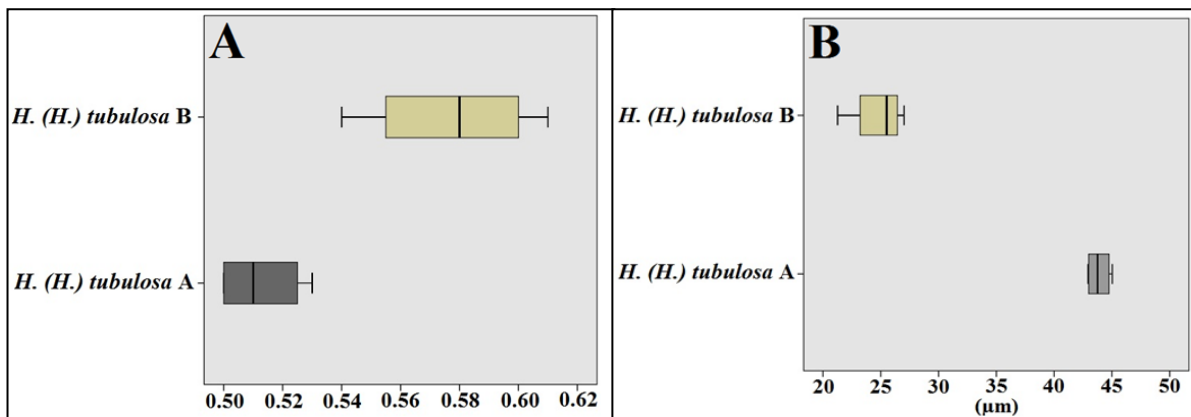 A
H. (H.) tubulosa B
H. (H.) tubulosa A
0.50 0.52 0.54 0.56 0.58 0.60 0.62
B
H. (H.) tubulosa B
H. (H.) tubulosa A
20 25 30 35 40 45 50
(µm)